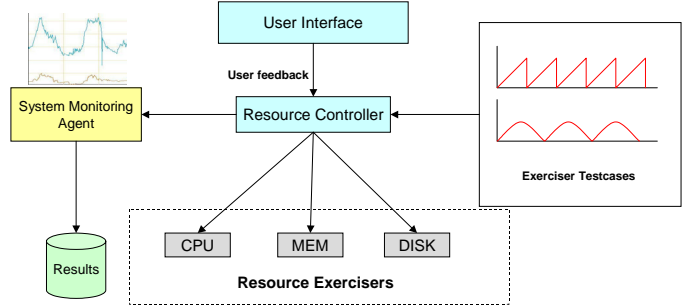 User Interface
User feedback
System Monitoring
Agent
Resource Controller
Exerciser Testcases
CPU
MEM
DISK
Results
Resource Exercisers